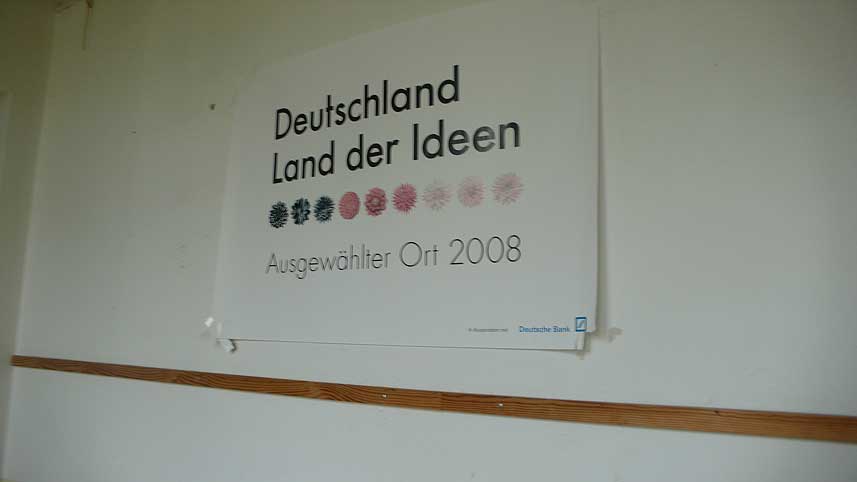 Deutschland
Land der Ideen
Ausgewählter Ort 2008
Deutsche Bank